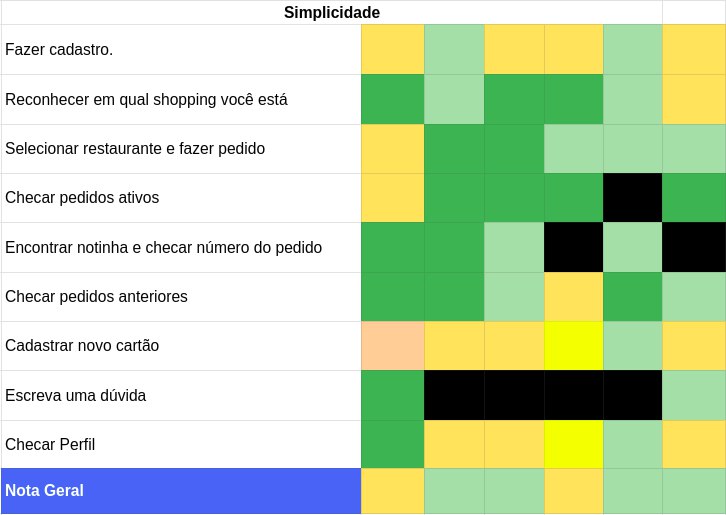 Simplicidade
Fazer cadastro.
Reconhecer em qual shopping você está
Selecionar restaurante e fazer pedido
Checar pedidos ativos
Encontrar notinha e checar número do pedido
Checar pedidos anteriores
Cadastrar novo cartão
Escreva uma dúvida
Checar Perfil
Nota Geral